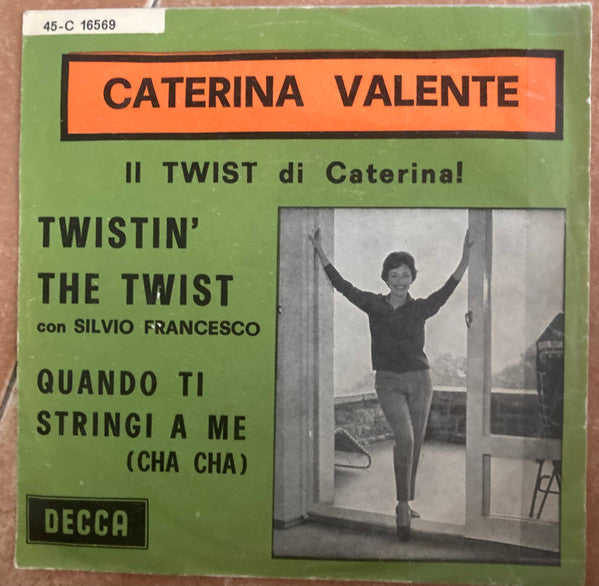 45-C 16569
CATERINA VALENTE
Il TWIST di Caterina!
TWISTIN'
THE TWIST
con SILVIO FRANCESCO
QUANDO TI
STRINGI A ME
(CHA CHA)
DECCA